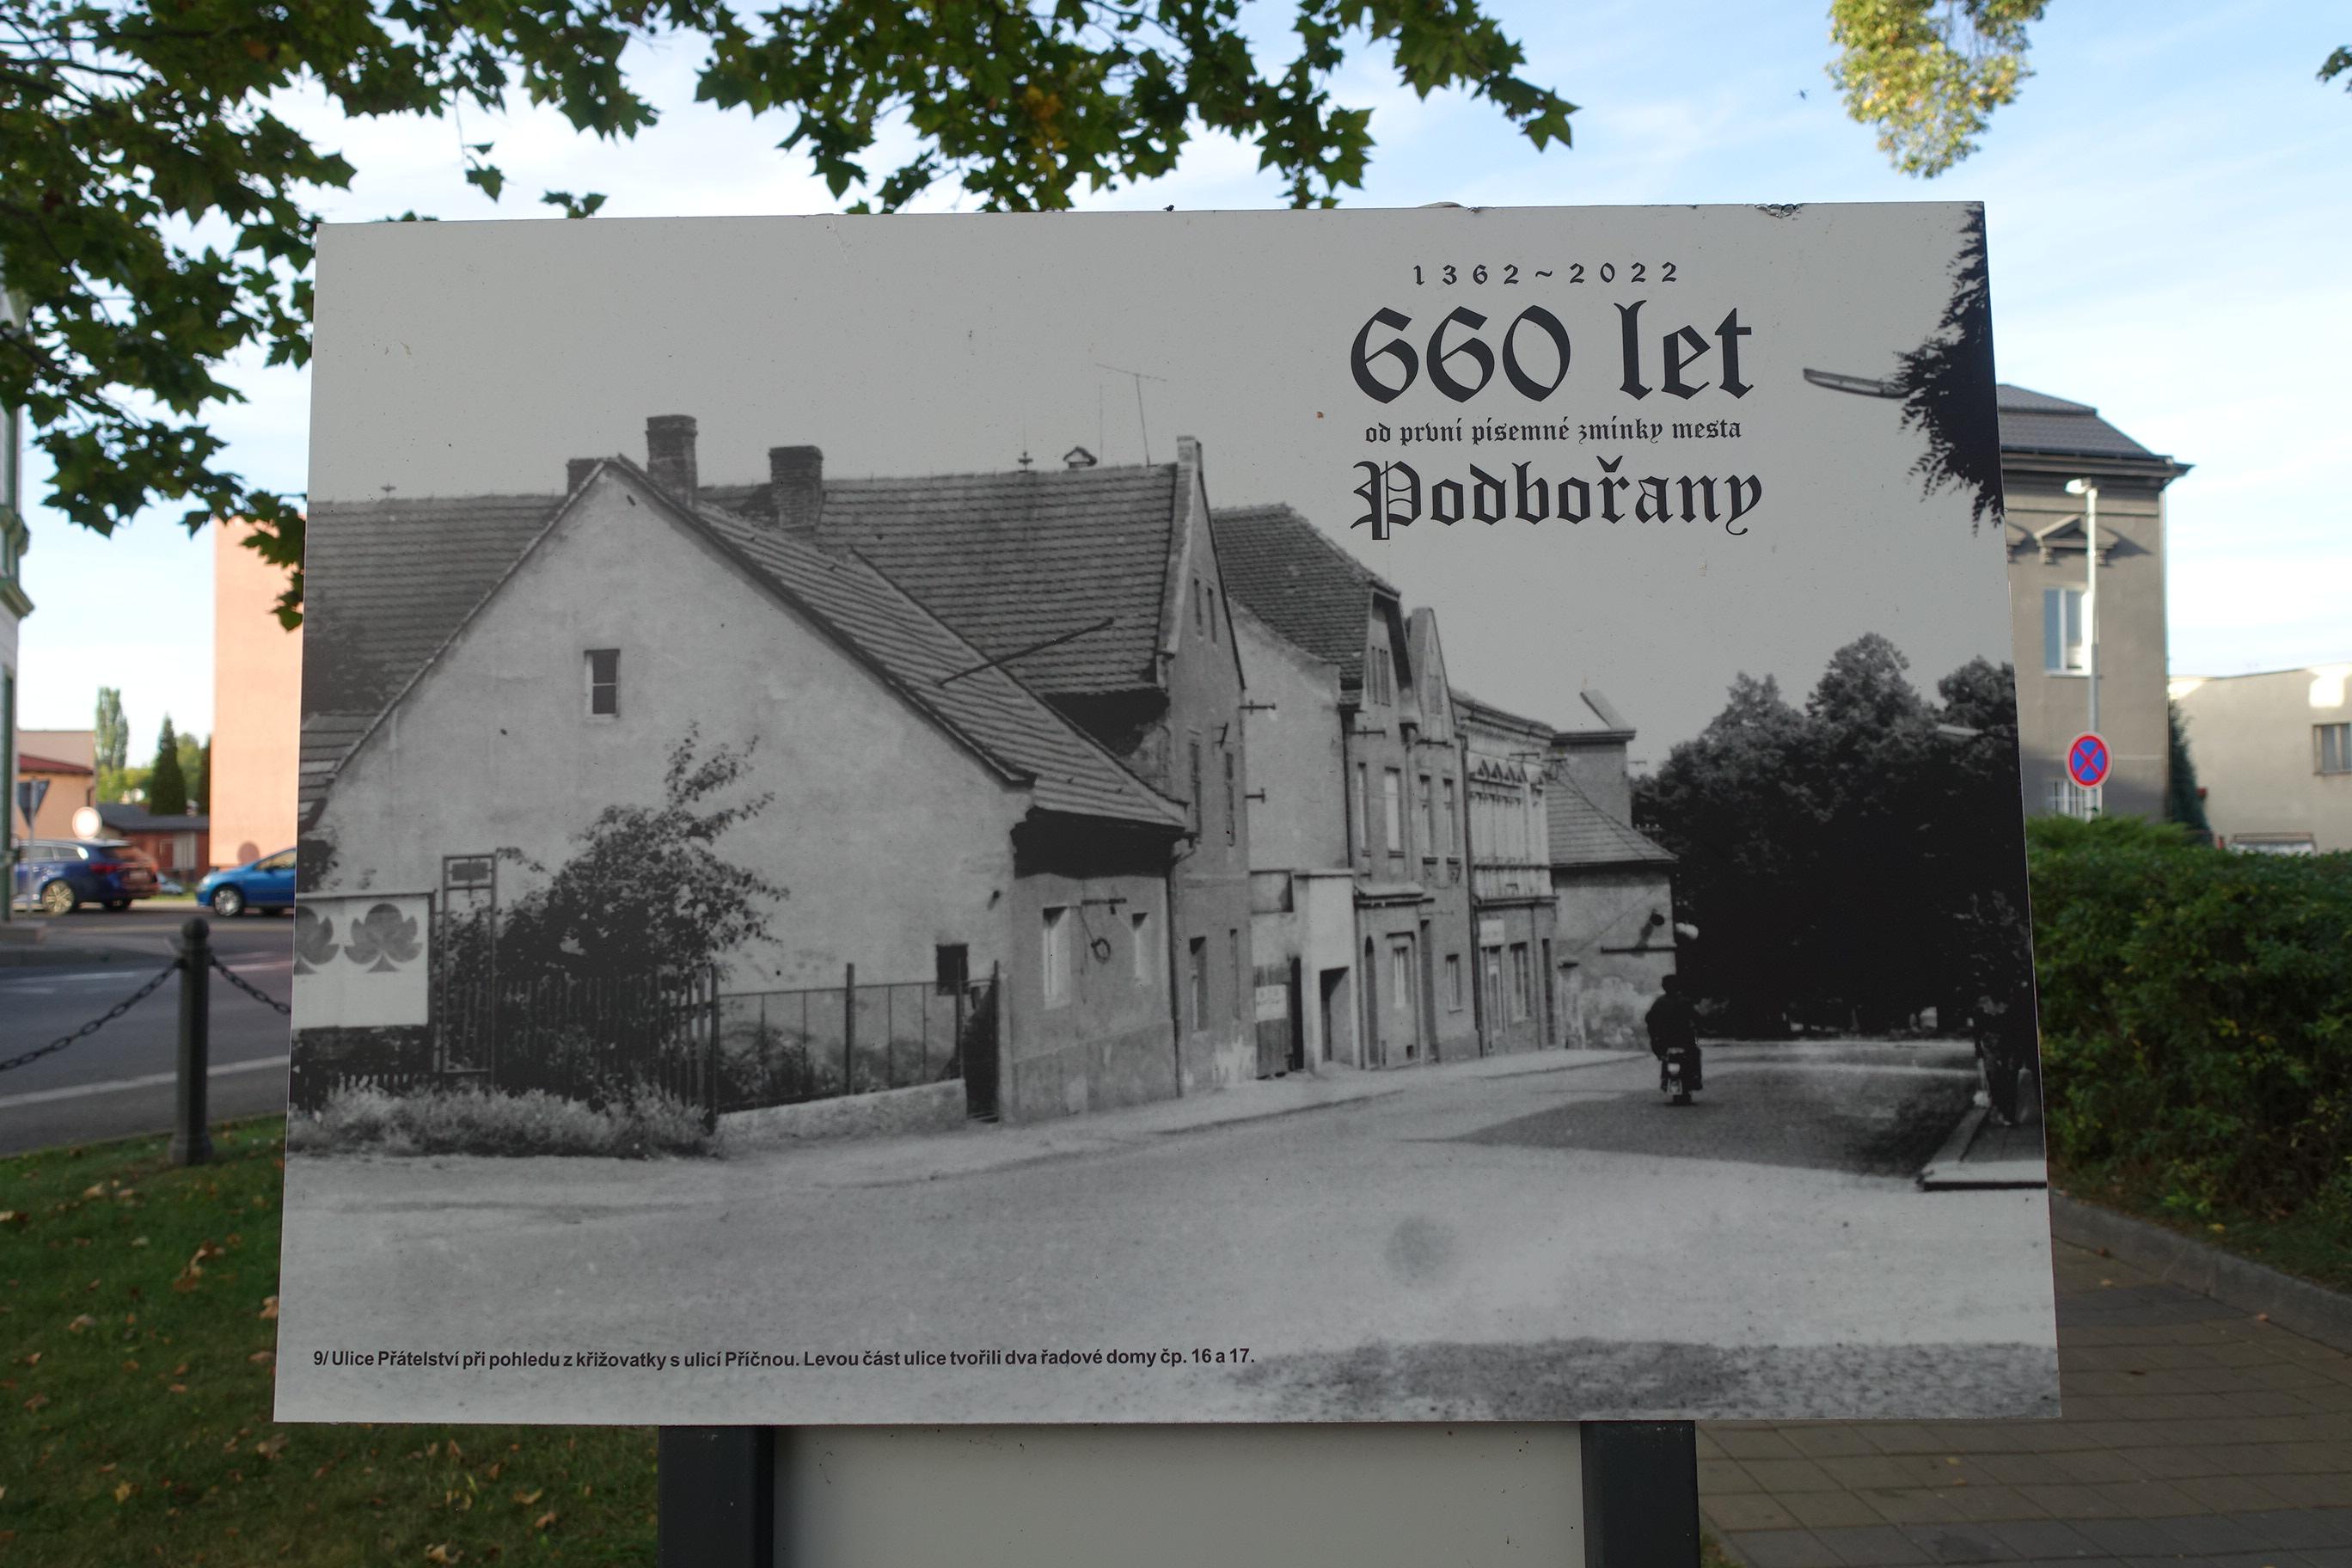 1362~2022
660 let
od první písemné zmínky mesta
Podbořany
9/ Ulice Přátelství při pohledu z křižovatky s ulicí Příčnou. Levou část ulice tvořili dva řadové domy čp. 16 a 17.